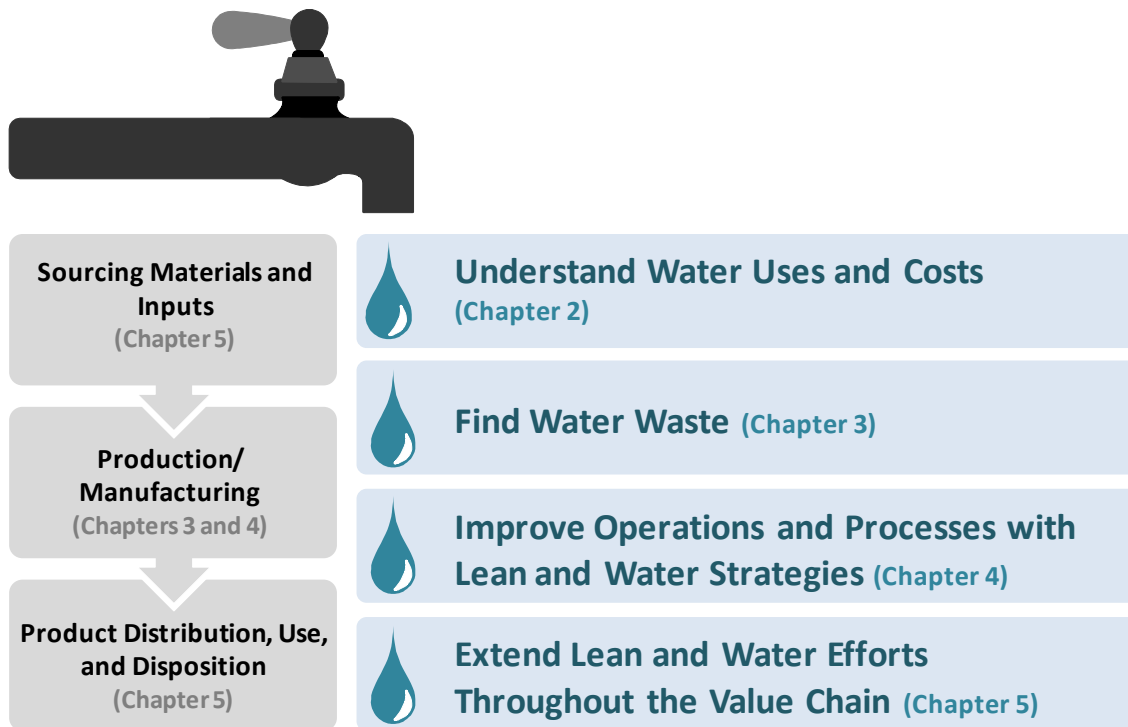 Sourcing Materials and
Inputs
(Chapter 5)
Production/
Manufacturing
(Chapters 3 and 4)
Product Distribution, Use,
and Disposition
(Chapter 5)
Understand Water Uses and Costs
(Chapter 2)
Find Water Waste (Chapter 3)
Improve Operations and Processes with
Lean and Water Strategies (Chapter 4)
Extend Lean and Water Efforts
Throughout the Value Chain (Chapter 5)